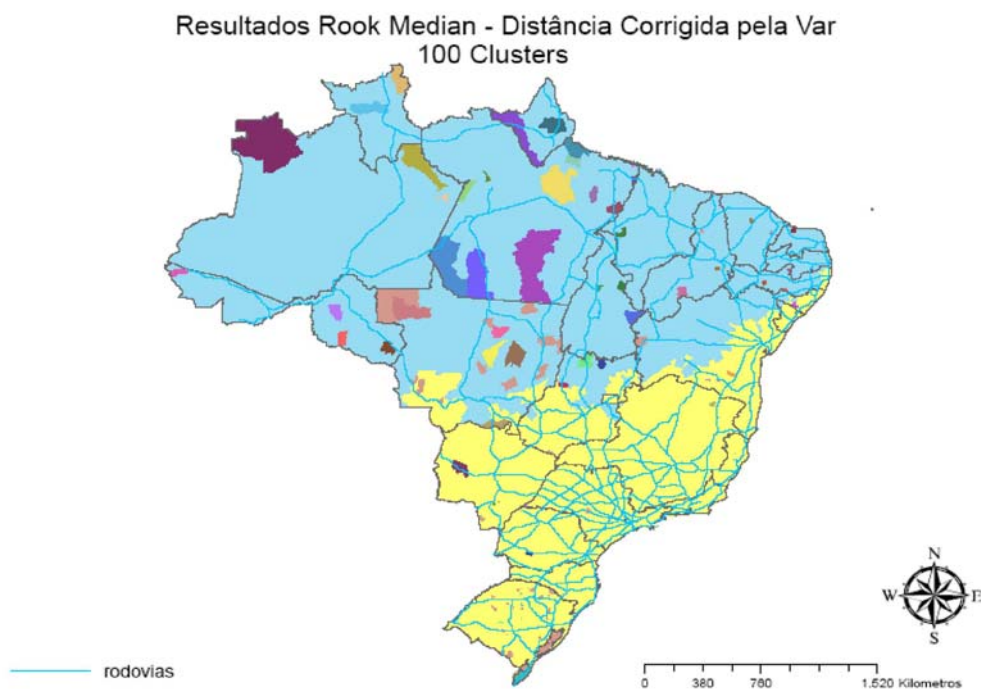 Resultados Rook Median - Distância Corrigida pela Var
100 Clusters
N
W E
S
rodovias
0 380 760 1.520 Kilometros